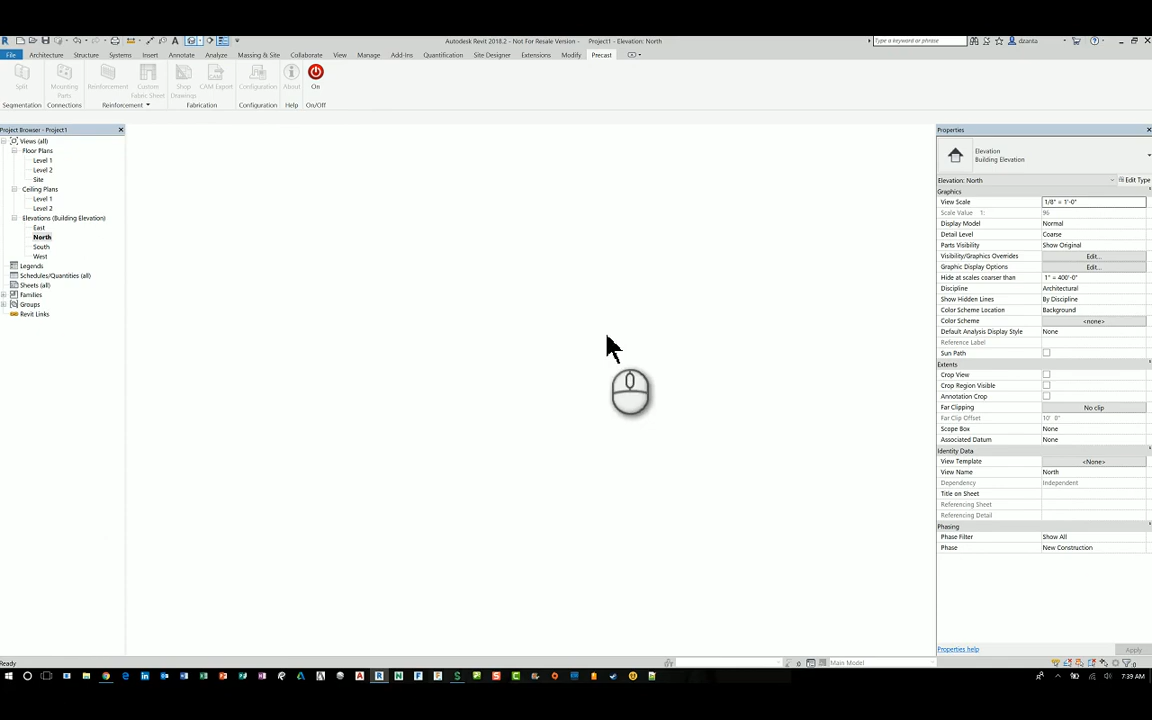 Autodesk Revit 2018.2 - Not For Resale Version - Project1 - Elevation: North
Type a keyword or phrase
dzanta
File Architecture Structure Systems Insert Annotate Analyze Massing & Site Collaborate View Manage Add-Ins Quantification Site Designer Extensions Modify Precast
Split
Mounting Parts
Reinforcement
Custom Fabric Sheet
Shop Drawings
CAM Export
Configuration
About
On
Segmentation Connections Reinforcement Fabrication Configuration Help On/Off
Project Browser - Project1
Views (all)
Floor Plans
Level 1
Level 2
Site
Ceiling Plans
Level 1
Level 2
Elevations (Building Elevation)
East
North
South
West
Legends
Schedules/Quantities (all)
Sheets (all)
Families
Groups
Revit Links
Properties
Elevation
Building Elevation
Elevation: North
Edit Type
Graphics
View Scale 1/8" = 1'-0"
Scale Value 1: 96
Display Model Normal
Detail Level Coarse
Parts Visibility Show Original
Visibility/Graphics Overrides Edit...
Graphic Display Options Edit...
Hide at scales coarser than 1" = 400'-0"
Discipline Architectural
Show Hidden Lines By Discipline
Color Scheme Location Background
Color Scheme <none>
Default Analysis Display Style None
Reference Label
Sun Path
Extents
Crop View
Crop Region Visible
Annotation Crop
Far Clipping No clip
Far Clip Offset 10' 0"
Scope Box None
Associated Datum None
Identity Data
View Template <None>
View Name North
Dependency Independent
Title on Sheet
Referencing Sheet
Referencing Detail
Phasing
Phase Filter Show All
Phase New Construction
Properties help
Apply
Ready
:0
Main Model
:0
7:39 AM